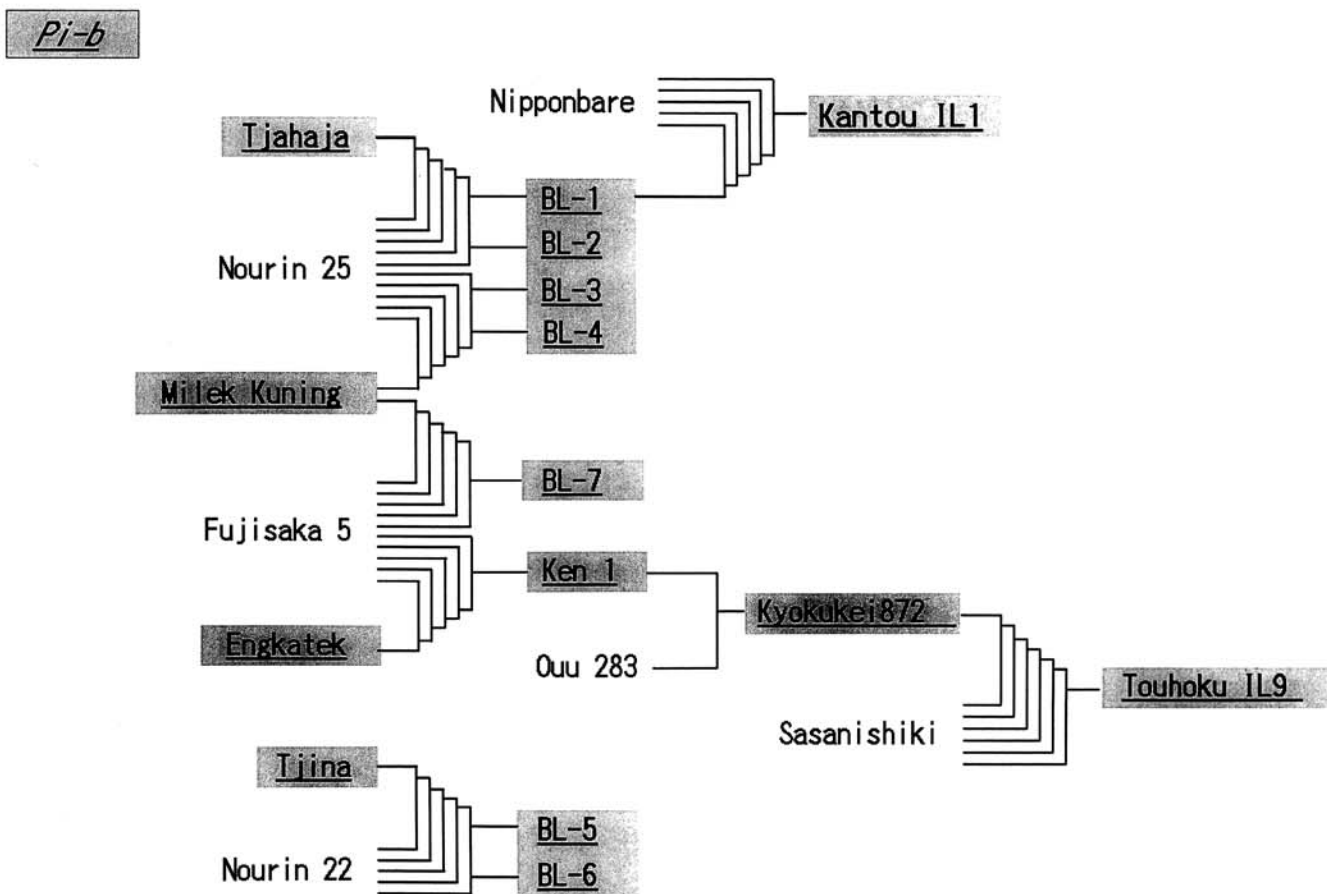 Pi-b
Nipponbare
Kantou IL1
Tjahaja
BL-1
BL-2
Nourin 25
BL-3
BL-4
Milek Kuning
BL-7
Fujisaka 5
Ken 1
Kyokukei872
Engkatek
Ouu 283
Touhoku IL9
Sasanishiki
Tjina
BL-5
Nourin 22
BL-6